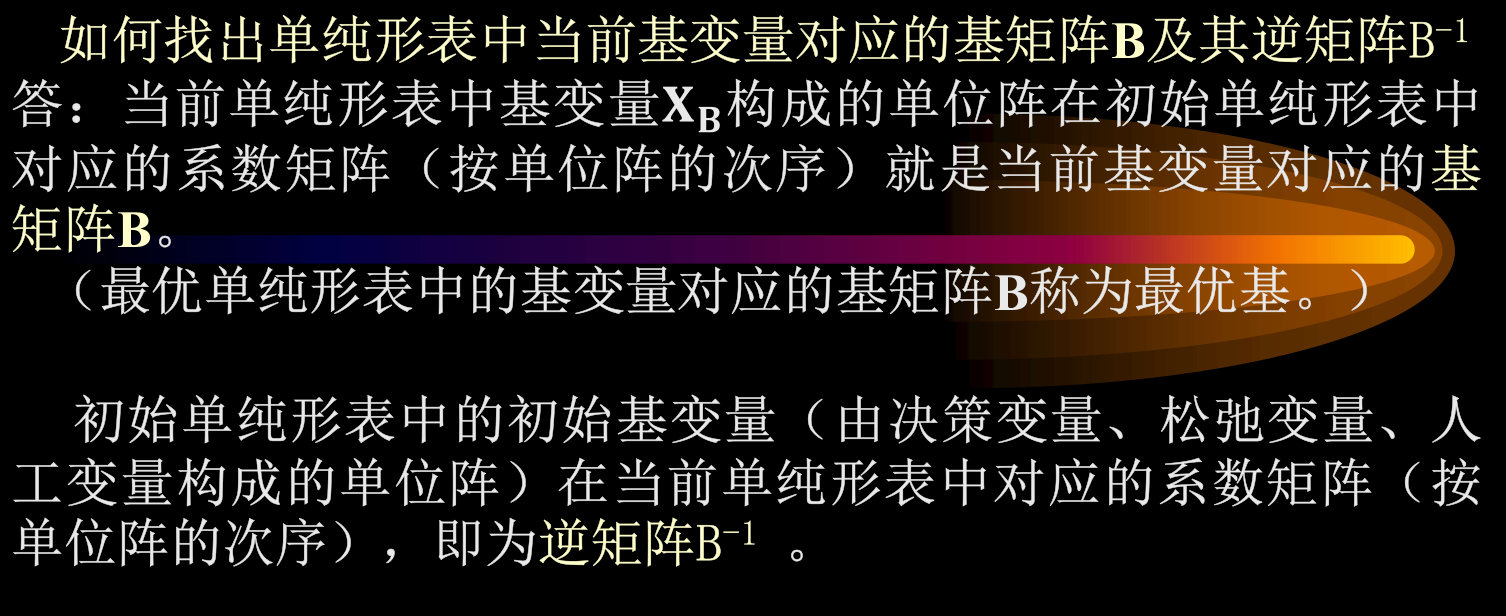 如何找出单纯形表中当前基变量对应的基矩阵B及其逆矩阵B⁻¹
答：当前单纯形表中基变量X_B构成的单位阵在初始单纯形表中
对应的系数矩阵（按单位阵的次序）就是当前基变量对应的基
矩阵B。
（最优单纯形表中的基变量对应的基矩阵B称为最优基。）
初始单纯形表中的初始基变量（由决策变量、松弛变量、人
工变量构成的单位阵）在当前单纯形表中对应的系数矩阵（按
单位阵的次序），即为逆矩阵B⁻¹ 。